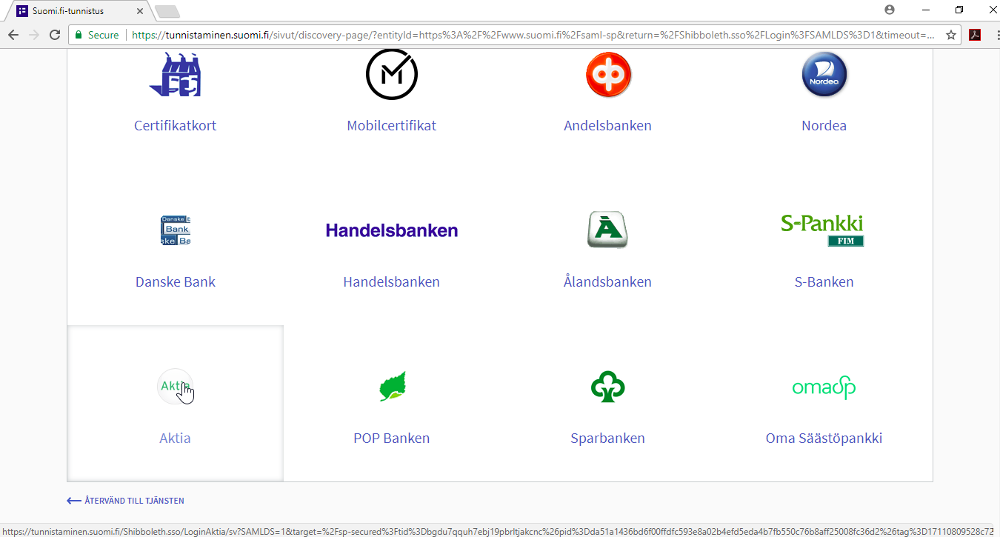 Suomi.fi-tunnistus
Secure
https://tunnistaminen.suomi.fi/sivut/discovery-page/?entityId=https%3A%2F%2Fwww.suomi.fi%2Fsaml-sp&return=%2FShibboleth.sso%2FLogin%3FSAMLDS%3D1&timeout=...
Nordea
Certifikatkort
Mobilcertifikat
Andelsbanken
Nordea
Danske B
Bank
ske Ba
Handelsbanken
S-Pankki
FIM
Danske Bank
Handelsbanken
Ålandsbanken
S-Banken
Aktia
omasp
Aktia
POP Banken
Sparbanken
Oma Säästöpankki
ÅTERVÄND TILL TJÄNSTEN
https://tunnistaminen.suomi.fi/Shibboleth.sso/LoginAktia/sv?SAMLDS=1&target=%2Fsp-secured%3Ftid%3Dbgdu7qquh7ebj19pbrltjakcnc%26pid%3Dda51a1436bd6f00ffdfc593e8a02b4efd5eda4b7fb550c76b8aff25008fc36d2%26tag%3D17110809528c72